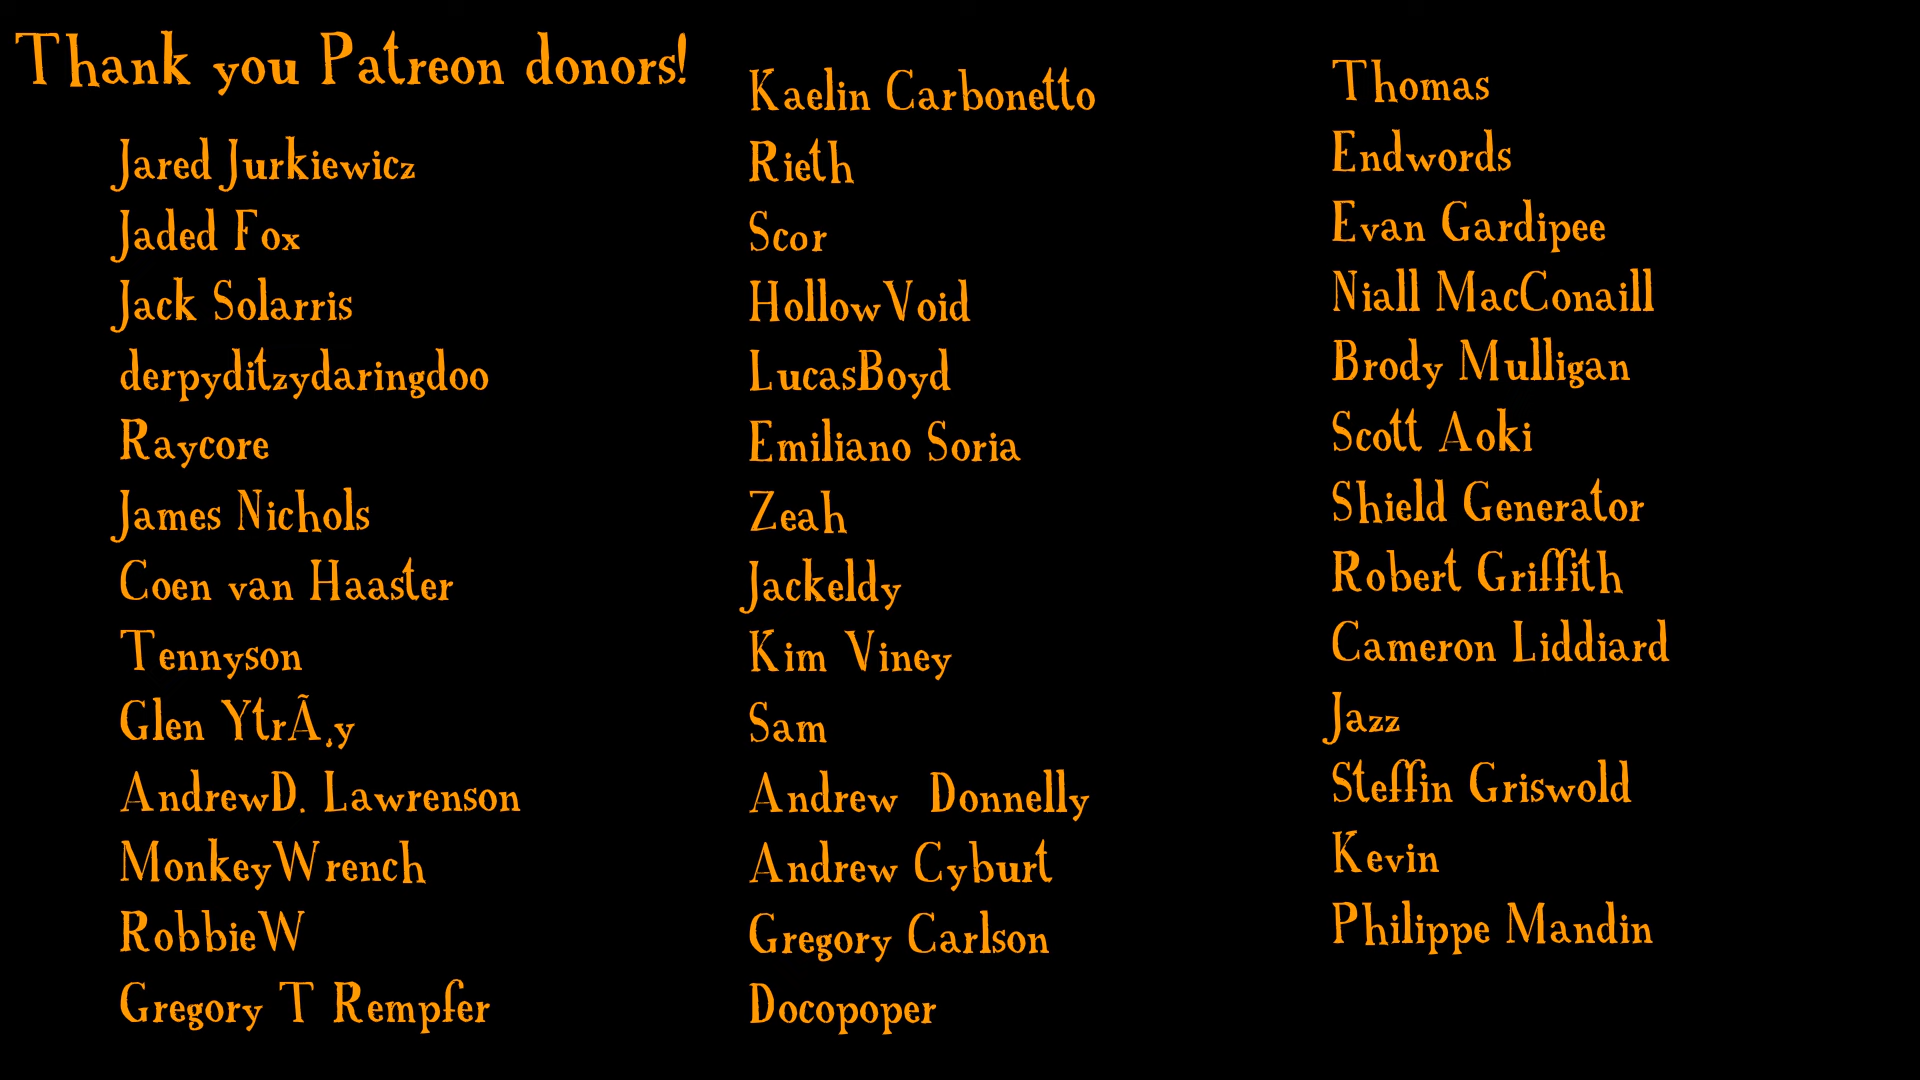 Thank you Patreon donors!
Jared Jurkiewicz
Jaded Fox
Jack Solarris
derpyditzydaringdoo
Raycore
James Nichols
Coen van Haaster
Tennyson
Glen YtrÃ¸y
AndrewD. Lawrenson
MonkeyWrench
RobbieW
Gregory T Rempfer
Kaelin Carbonetto
Rieth
Scor
HollowVoid
LucasBoyd
Emiliano Soria
Zeah
Jackeldy
Kim Viney
Sam
Andrew  Donnelly
Andrew Cyburt
Gregory Carlson
Docopoper
Thomas
Endwords
Evan Gardipee
Niall MacConaill
Brody Mulligan
Scott Aoki
Shield Generator
Robert Griffith
Cameron Liddiard
Jazz
Steffin Griswold
Kevin
Philippe Mandin